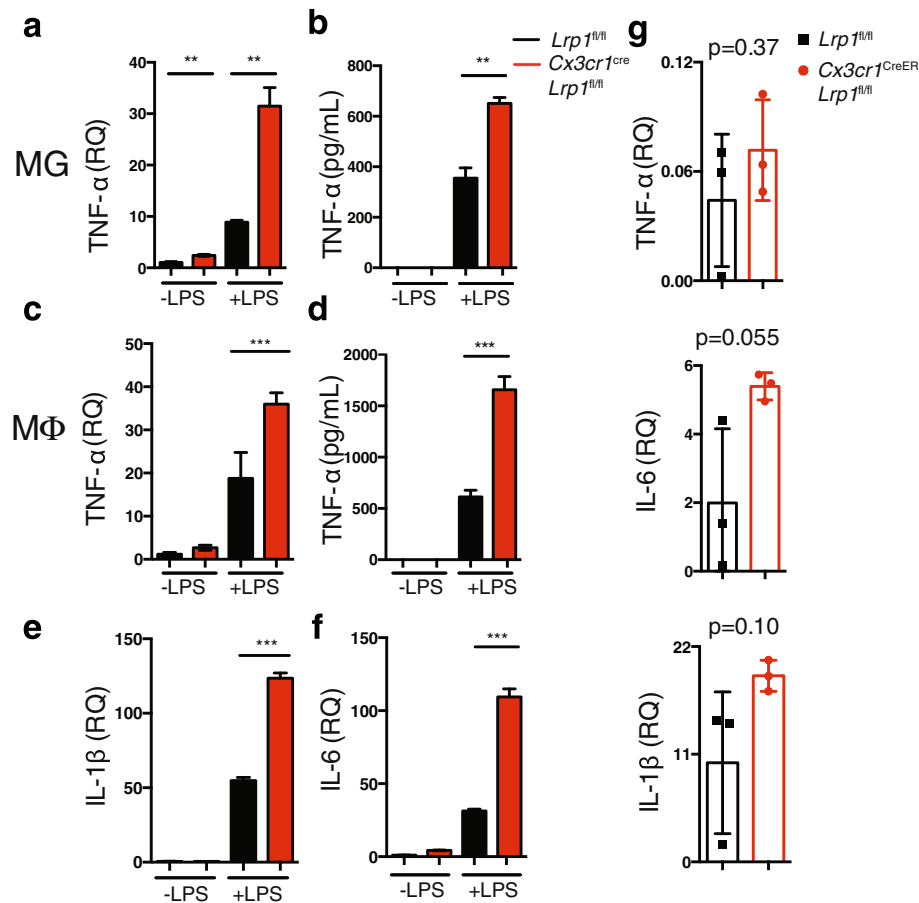 a
**
**
40
30
20
10
0
TNF-α (RQ)
-LPS
+LPS
MG
b
Lrp1fl/fl
Cx3cr1cre
Lrp1fl/fl
**
800
600
400
200
0
TNF-α (pg/mL)
-LPS
+LPS
c
***
50
40
30
20
10
0
TNF-α (RQ)
-LPS
+LPS
MΦ
d
***
2000
1500
1000
500
0
TNF-α (pg/mL)
-LPS
+LPS
e
***
150
100
50
0
IL-1β (RQ)
-LPS
+LPS
f
***
150
100
50
0
IL-6 (RQ)
-LPS
+LPS
g
p=0.37
Lrp1fl/fl
Cx3cr1CreER
Lrp1fl/fl
0.12
0.06
0.00
TNF-α (RQ)
p=0.055
6
4
2
0
IL-6 (RQ)
p=0.10
22
11
0
IL-1β (RQ)